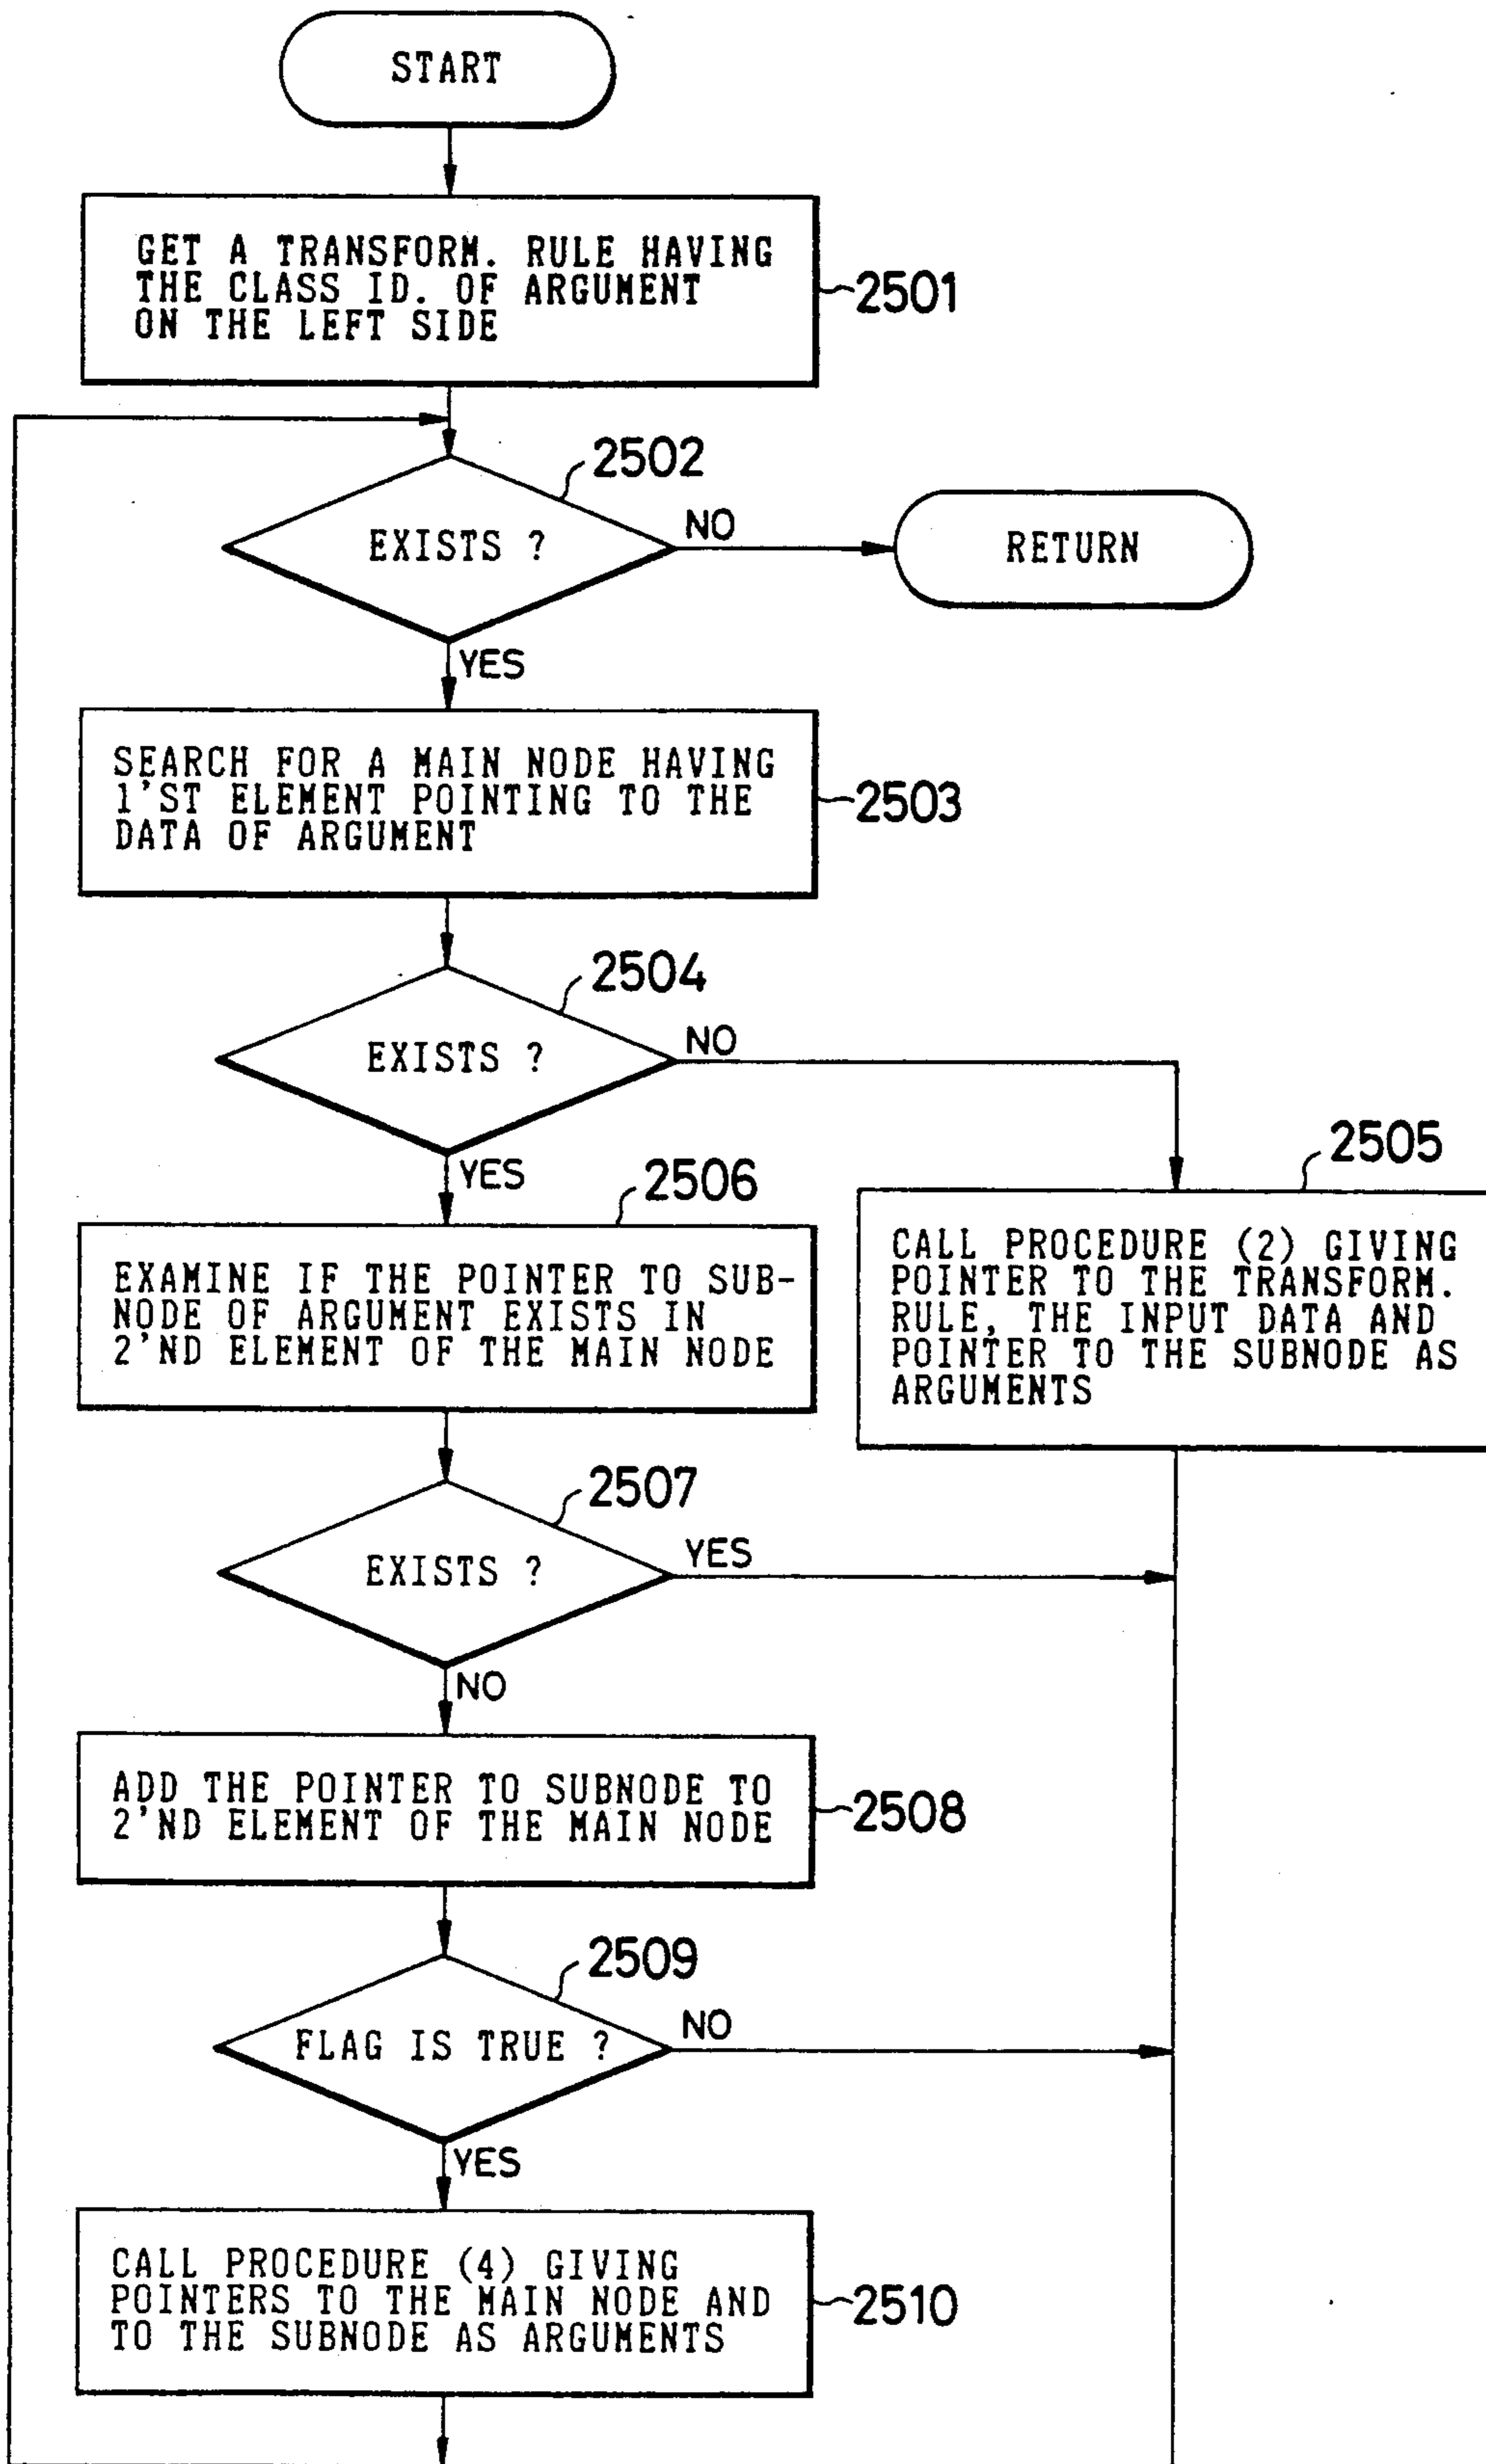 START
GET A TRANSFORM. RULE HAVING
THE CLASS ID. OF ARGUMENT
ON THE LEFT SIDE
2501
2502
EXISTS ?
NO
RETURN
YES
SEARCH FOR A MAIN NODE HAVING
1'ST ELEMENT POINTING TO THE
DATA OF ARGUMENT
2503
2504
EXISTS ?
NO
YES
2505
CALL PROCEDURE (2) GIVING
POINTER TO THE TRANSFORM.
RULE, THE INPUT DATA AND
POINTER TO THE SUBNODE AS
ARGUMENTS
2506
EXAMINE IF THE POINTER TO SUB-
NODE OF ARGUMENT EXISTS IN
2'ND ELEMENT OF THE MAIN NODE
2507
EXISTS ?
YES
NO
ADD THE POINTER TO SUBNODE TO
2'ND ELEMENT OF THE MAIN NODE
2508
2509
FLAG IS TRUE ?
NO
YES
CALL PROCEDURE (4) GIVING
POINTERS TO THE MAIN NODE AND
TO THE SUBNODE AS ARGUMENTS
2510